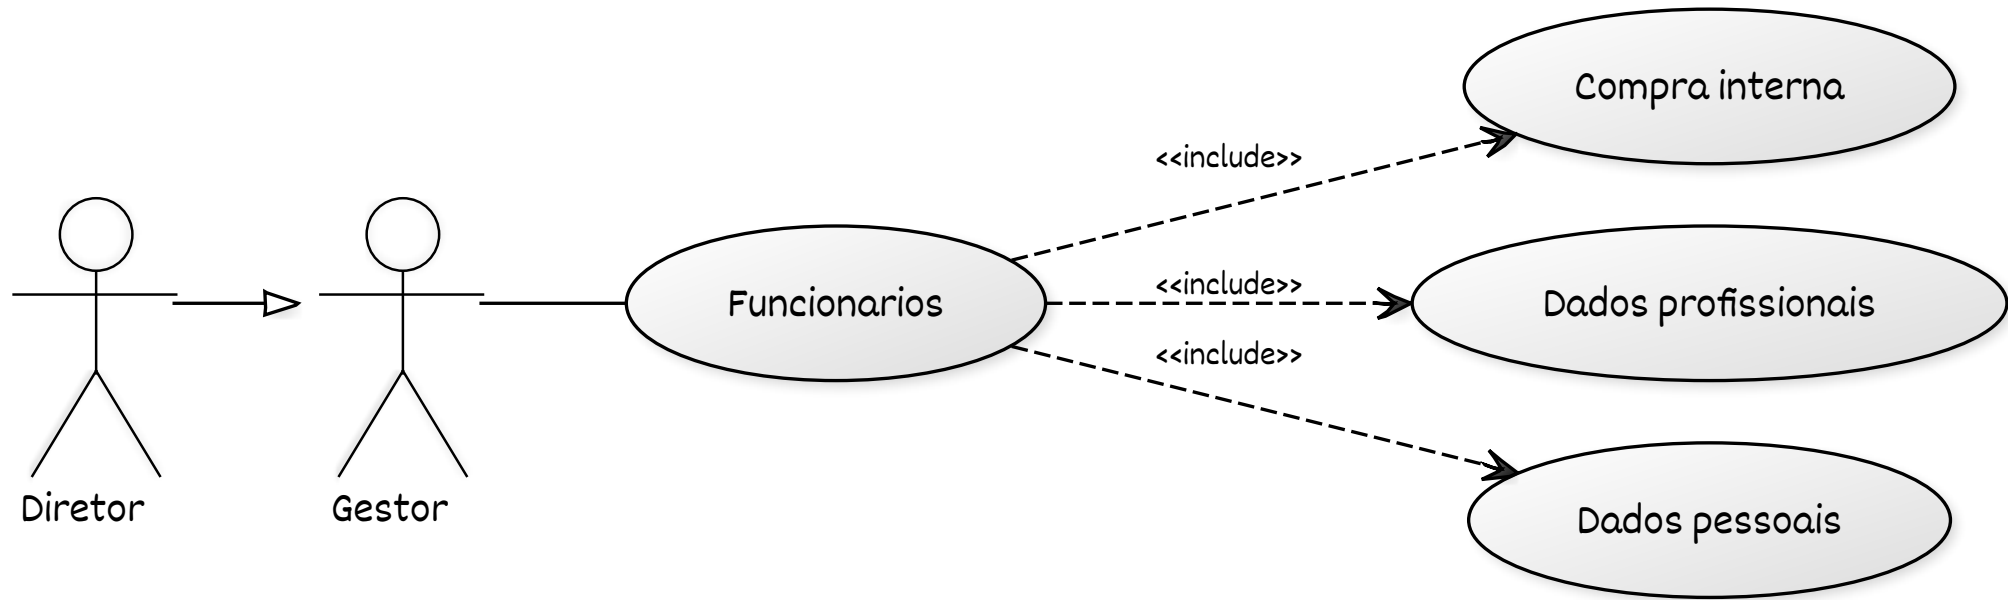 Compra interna
<<include>>
<<include>>
Funcionarios
Dados profissionais
<<include>>
Diretor
Gestor
Dados pessoais